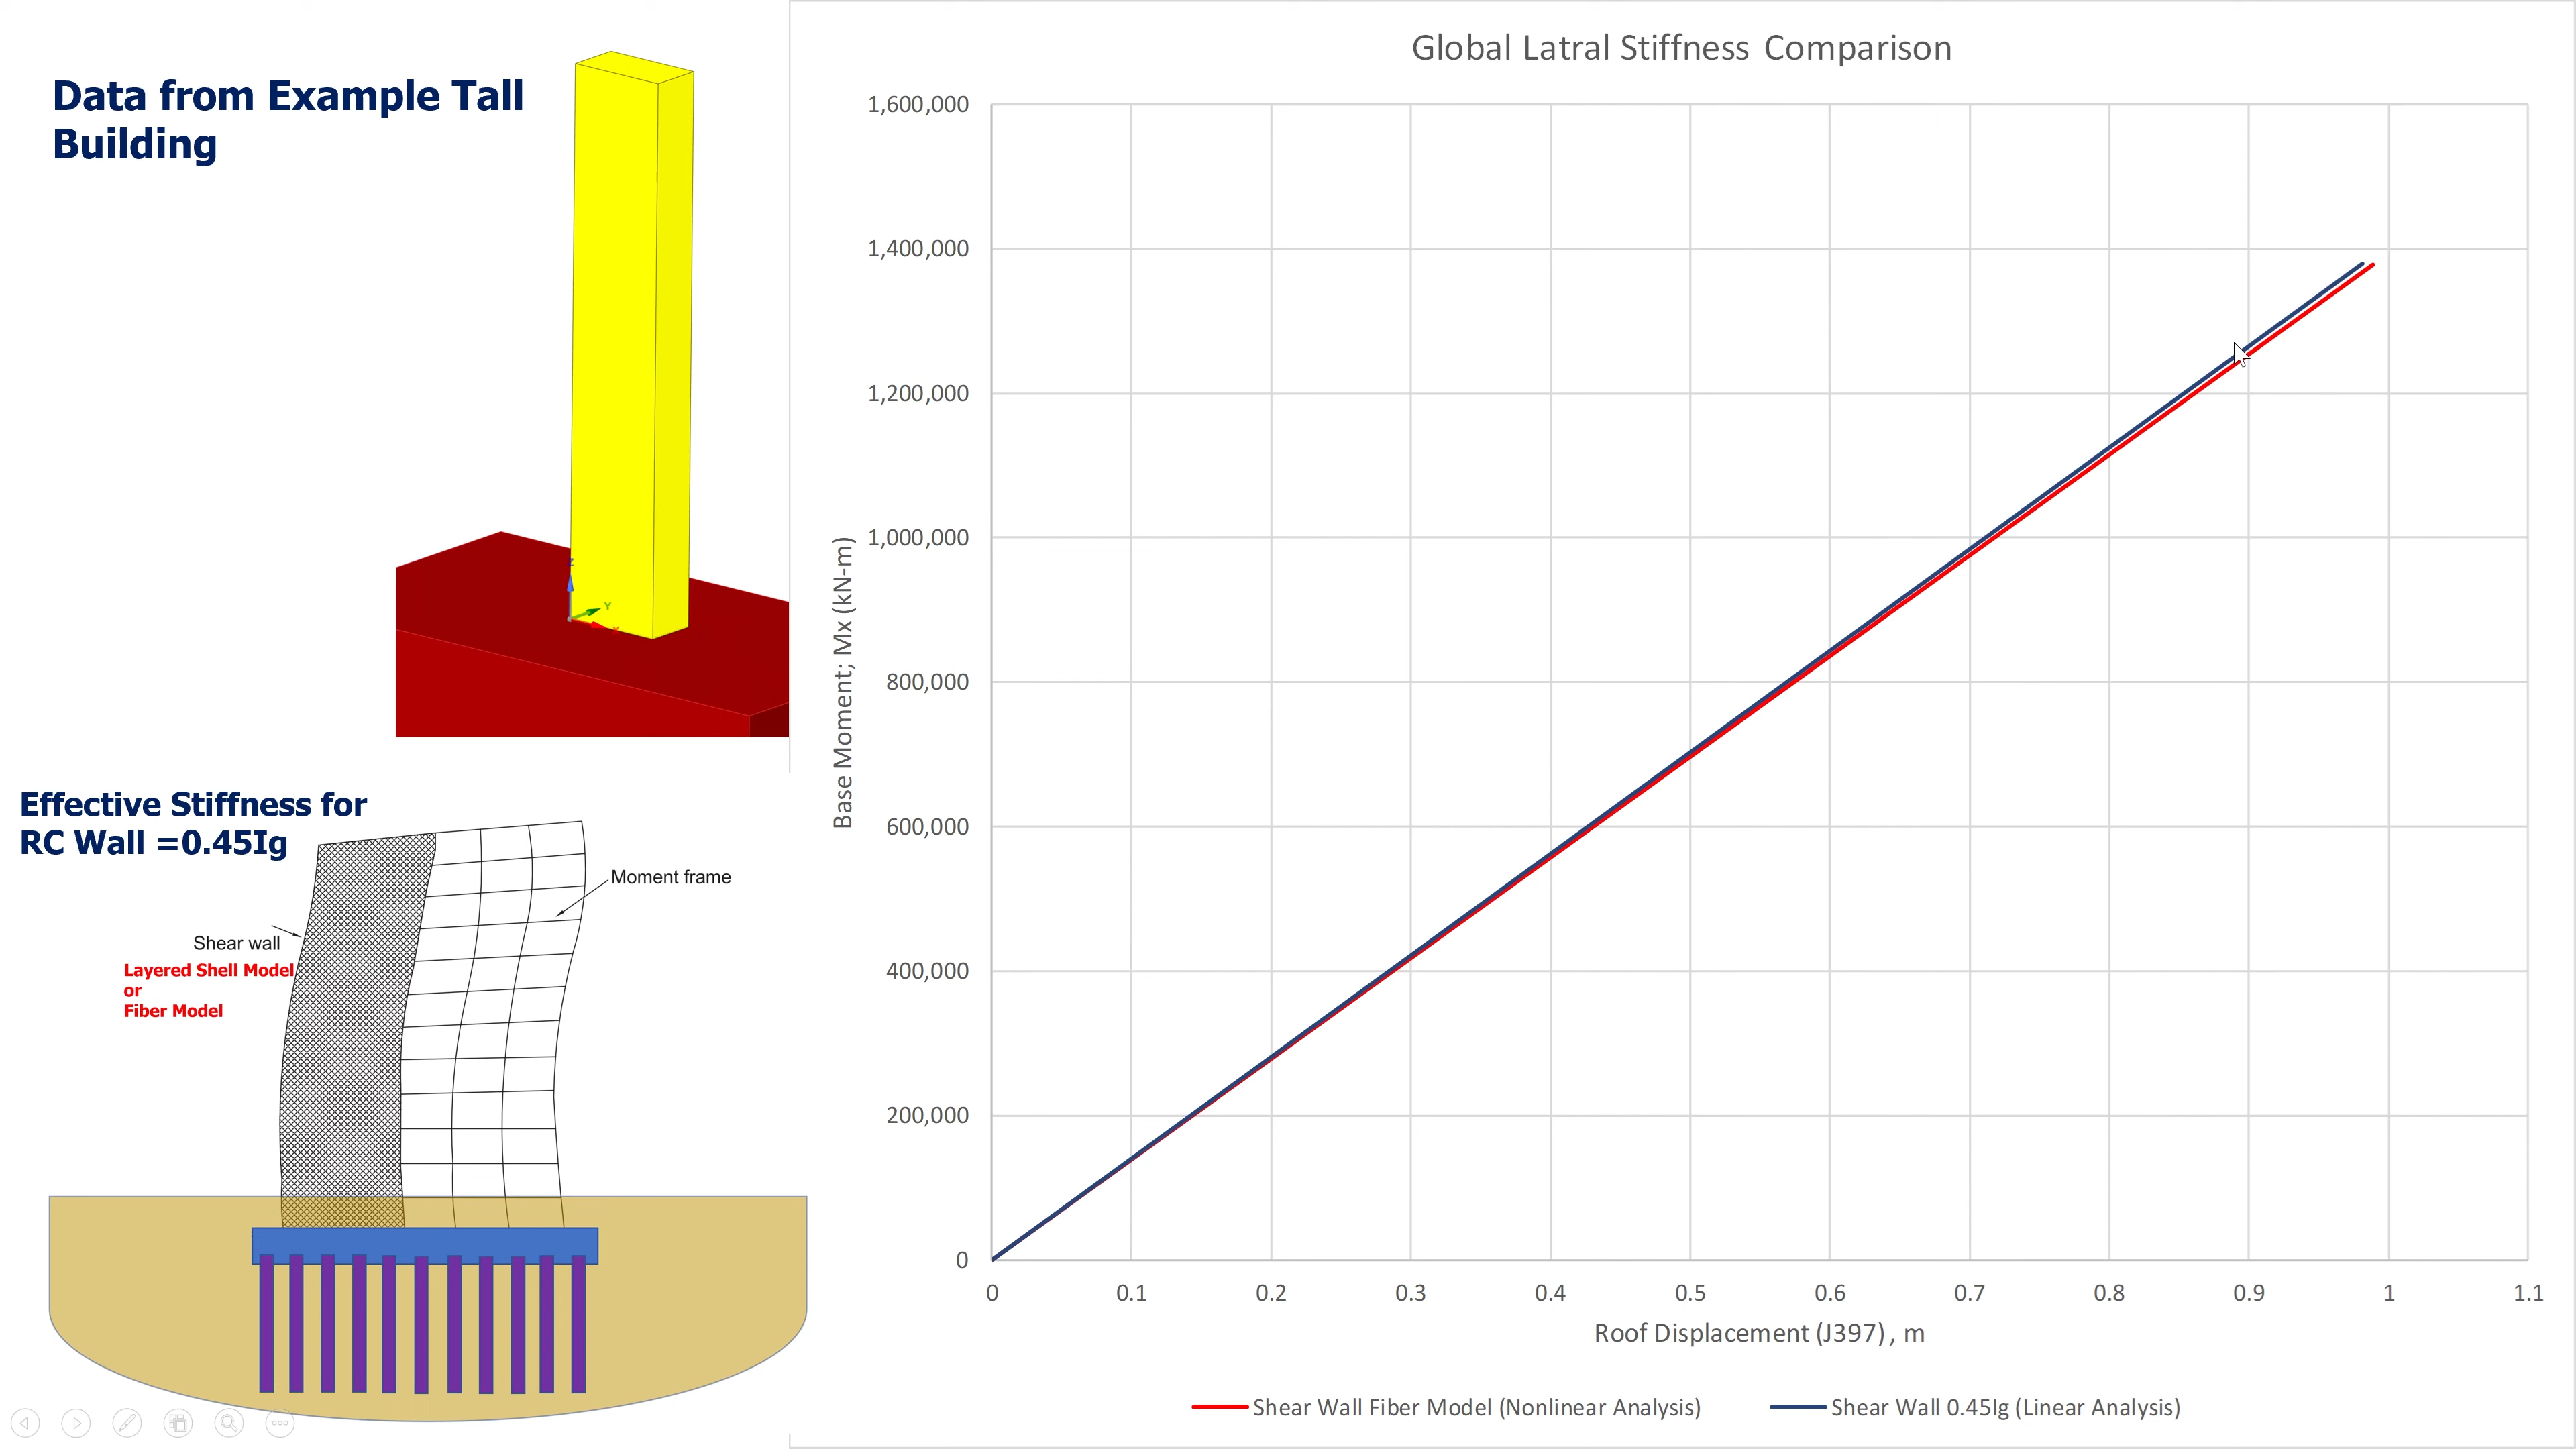 Data from Example Tall
Building
Z
Y
X
Effective Stiffness for
RC Wall =0.45Ig
Moment frame
Shear wall
Layered Shell Model
or
Fiber Model
Global Latral Stiffness Comparison
Base Moment; Mx (kN-m)
1,600,000
1,400,000
1,200,000
1,000,000
800,000
600,000
400,000
200,000
0
0 0.1 0.2 0.3 0.4 0.5 0.6 0.7 0.8 0.9 1 1.1
Roof Displacement (J397) , m
Shear Wall Fiber Model (Nonlinear Analysis) Shear Wall 0.45Ig (Linear Analysis)